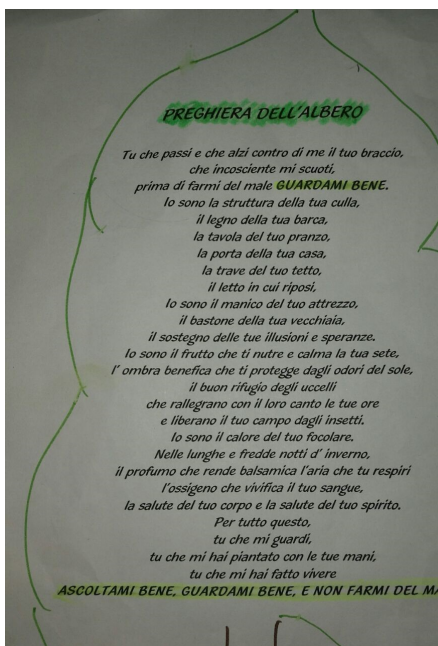 PREGHIERA DELL'ALBERO
Tu che passi e che alzi contro di me il tuo braccio,
che incosciente mi scuoti,
prima di farmi del male GUARDAMI BENE.
Io sono la struttura della tua culla,
il legno della tua barca,
la tavola del tuo pranzo,
la porta della tua casa,
la trave del tuo tetto,
il letto in cui riposi,
Io sono il manico del tuo attrezzo,
il bastone della tua vecchiaia,
il sostegno delle tue illusioni e speranze.
Io sono il frutto che ti nutre e calma la tua sete,
l' ombra benefica che ti protegge dagli odori del sole,
il buon rifugio degli uccelli
che rallegrano con il loro canto le tue ore
e liberano il tuo campo dagli insetti.
Io sono il calore del tuo focolare.
Nelle lunghe e fredde notti d' inverno,
il profumo che rende balsamica l'aria che tu respiri
l'ossigeno che vivifica il tuo sangue,
la salute del tuo corpo e la salute del tuo spirito.
Per tutto questo,
tu che mi guardi,
tu che mi hai piantato con le tue mani,
tu che mi hai fatto vivere
ASCOLTAMI BENE, GUARDAMI BENE, E NON FARMI DEL